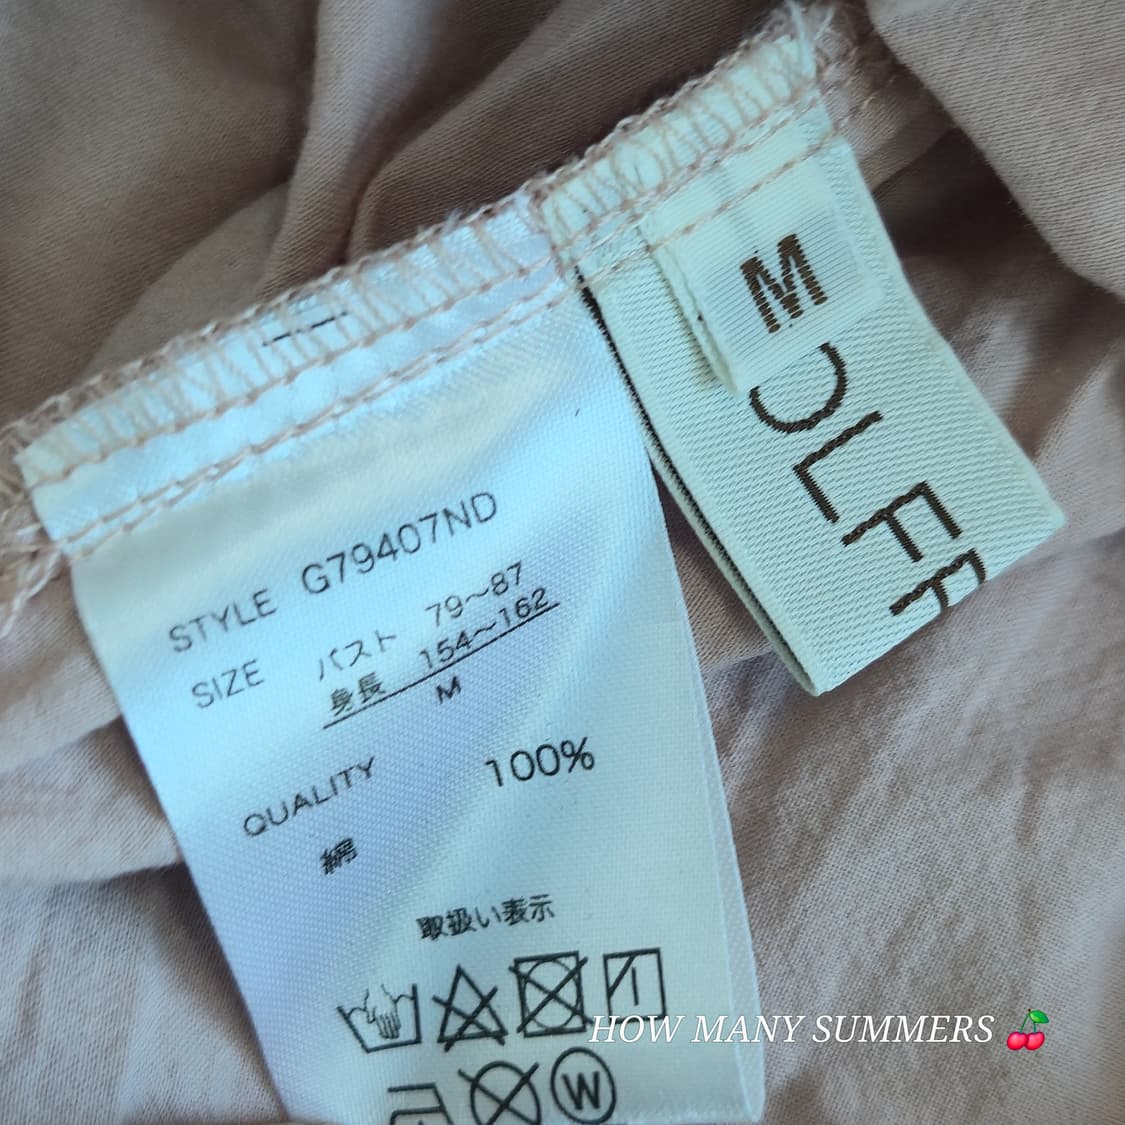 M
OLFR
STYLE G79407ND
SIZE バスト 79〜87
身長 154〜162
M
QUALITY 100%
綿
取扱い表示
W
HOW MANY SUMMERS 🍒